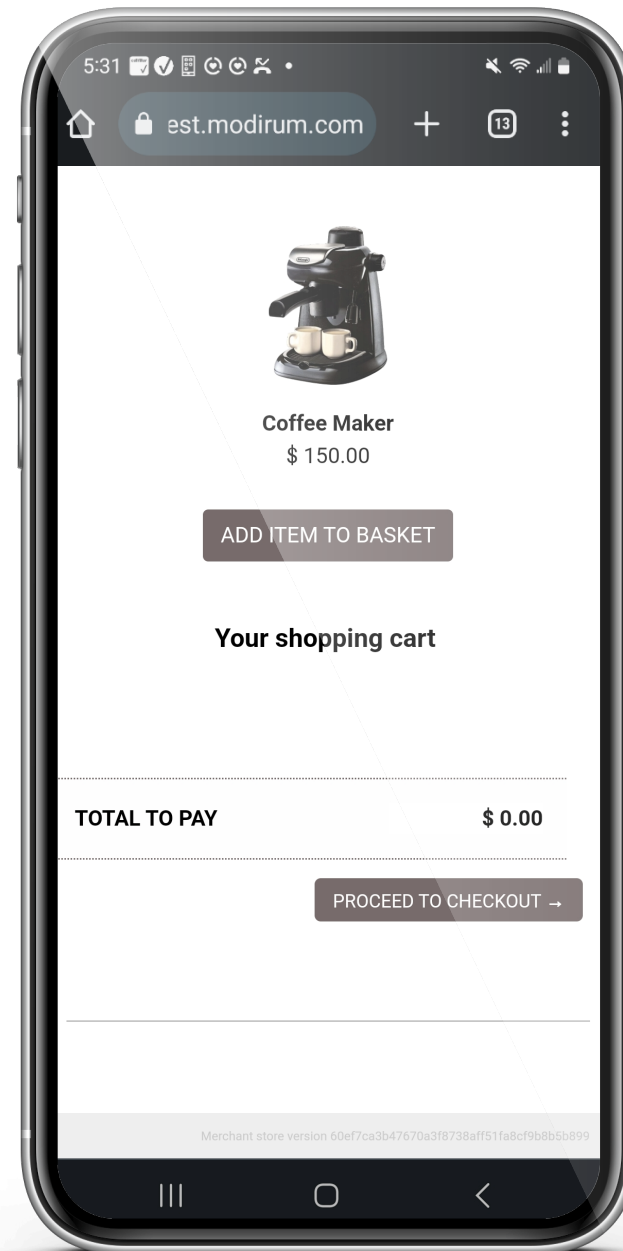 5:31
est.modirum.com
13
Coffee Maker
$ 150.00
ADD ITEM TO BASKET
Your shopping cart
TOTAL TO PAY $ 0.00
PROCEED TO CHECKOUT →
Merchant store version 60ef7ca3b47670a3f8738aff51fa8cf9b8b5b899